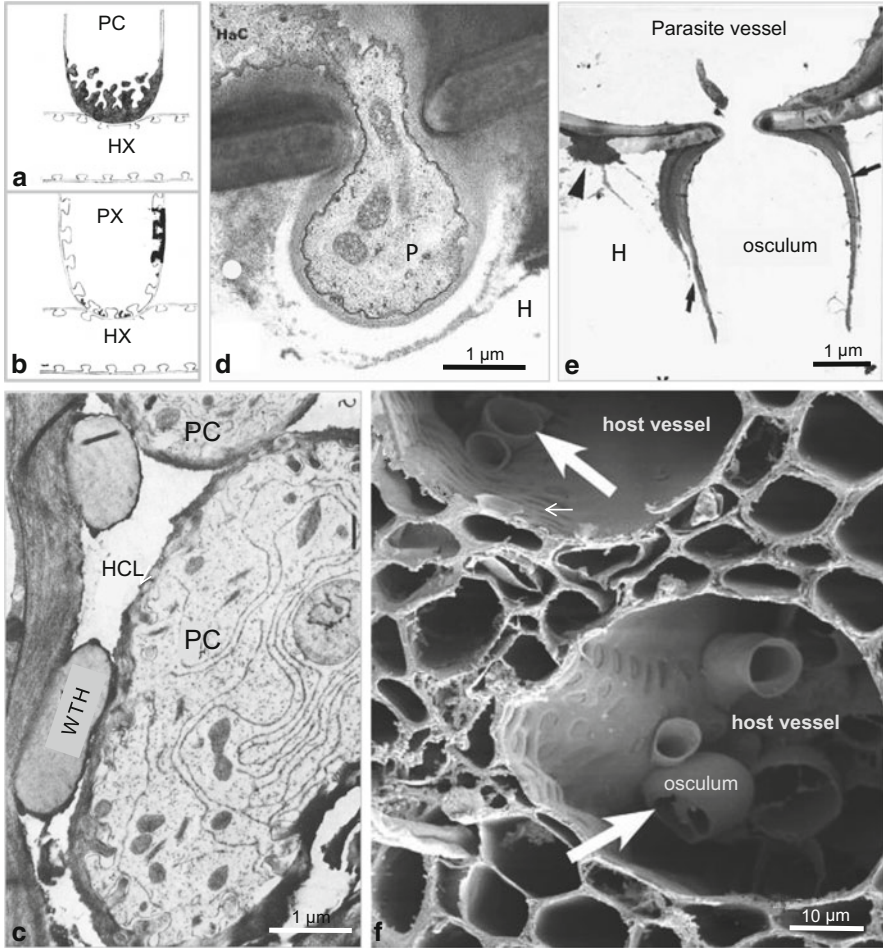 PC
HX
a
PX
HX
b
HaC
P
H
d
1 µm
Parasite vessel
H
osculum
e
1 µm
PC
HCL
PC
WTH
c
1 µm
host vessel
host vessel
osculum
f
10 µm